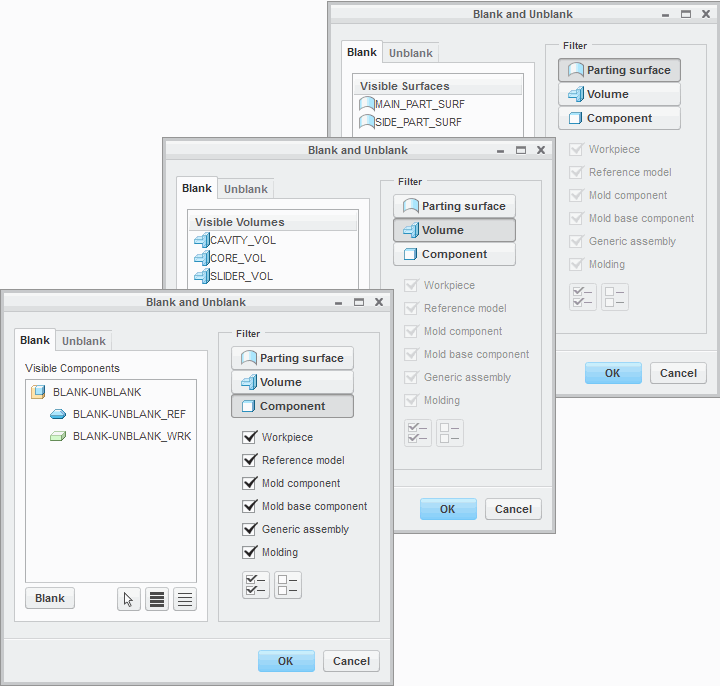 Blank and Unblank
Blank
Unblank
Visible Surfaces
MAIN_PART_SURF
SIDE_PART_SURF
Filter
Parting surface
Volume
Component
Workpiece
Reference model
Mold component
Mold base component
Generic assembly
Molding
OK
Cancel
Blank and Unblank
Blank
Unblank
Visible Volumes
CAVITY_VOL
CORE_VOL
SLIDER_VOL
Filter
Parting surface
Volume
Component
Workpiece
Reference model
Mold component
Mold base component
Generic assembly
Molding
OK
Cancel
Blank and Unblank
Blank
Unblank
Visible Components
BLANK-UNBLANK
BLANK-UNBLANK_REF
BLANK-UNBLANK_WRK
Blank
Filter
Parting surface
Volume
Component
Workpiece
Reference model
Mold component
Mold base component
Generic assembly
Molding
OK
Cancel